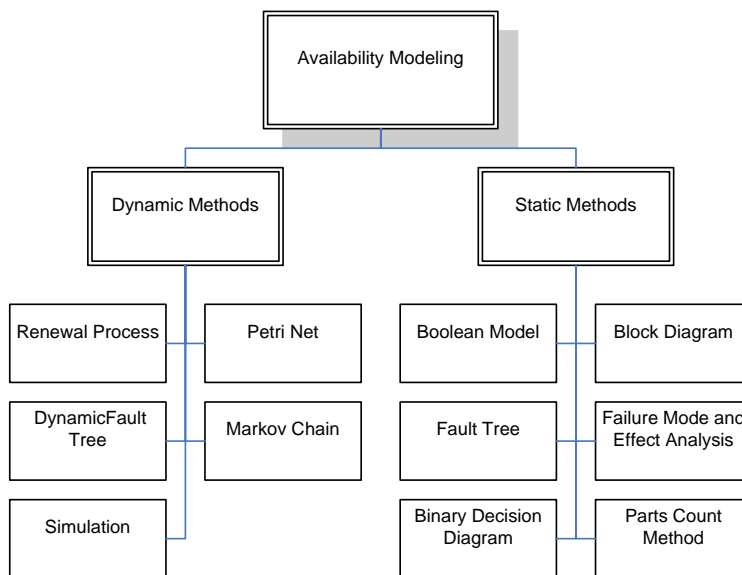 Availability Modeling
Dynamic Methods
Static Methods
Renewal Process
Petri Net
Boolean Model
Block Diagram
DynamicFault
Tree
Markov Chain
Fault Tree
Failure Mode and
Effect Analysis
Simulation
Binary Decision
Diagram
Parts Count
Method